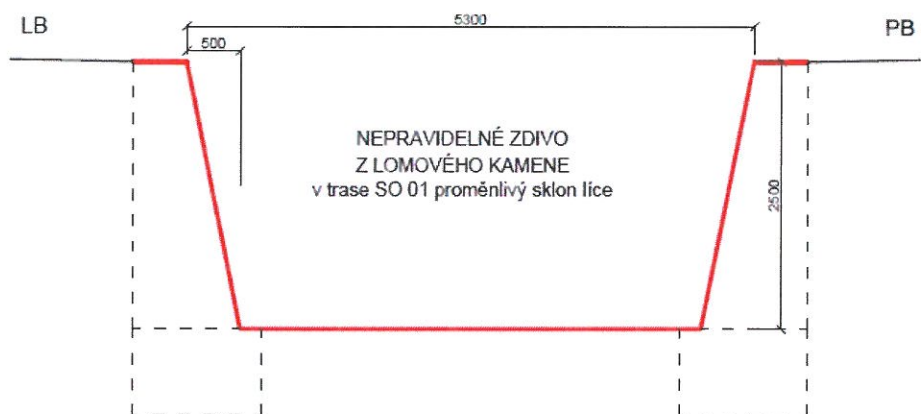 LB
5300
PB
500
NEPRAVIDELNÉ ZDIVO
Z LOMOVÉHO KAMENE
v trase SO 01 proměnlivý sklon líce
2500